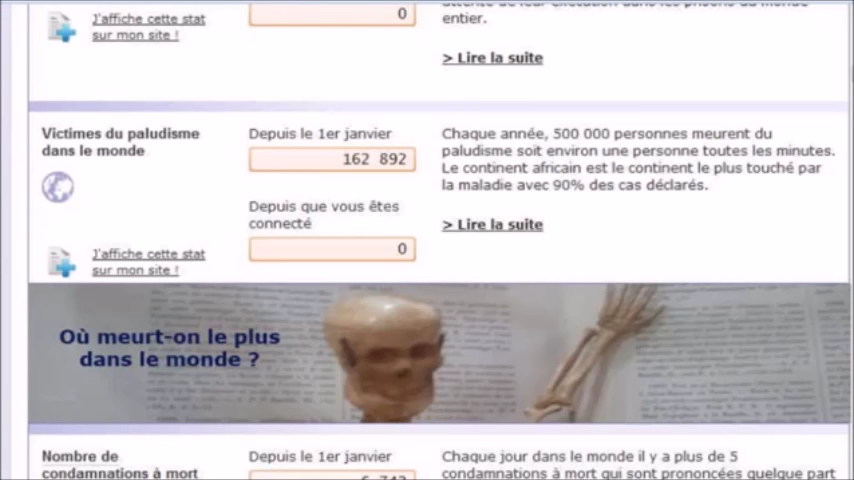 J'affiche cette stat
sur mon site !
0
entier.
> Lire la suite
Victimes du paludisme
dans le monde
Depuis le 1er janvier
162 892
Depuis que vous êtes
connecté
0
J'affiche cette stat
sur mon site !
Chaque année, 500 000 personnes meurent du
paludisme soit environ une personne toutes les minutes.
Le continent africain est le continent le plus touché par
la maladie avec 90% des cas déclarés.
> Lire la suite
Où meurt-on le plus
dans le monde ?
Nombre de
condamnations à mort
Depuis le 1er janvier
Chaque jour dans le monde il y a plus de 5
condamnations à mort qui sont prononcées quelque part